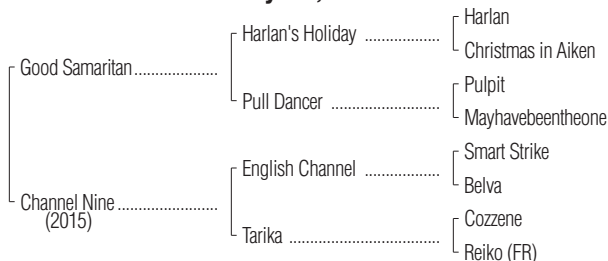 Harlan
Harlan's Holiday ..................
Christmas in Aiken
Good Samaritan....................
Pulpit
Pull Dancer ..........................
Mayhavebeentheone
Smart Strike
English Channel ..................
Belva
Channel Nine ........................
(2015)
Cozzene
Tarika ....................................
Reiko (FR)